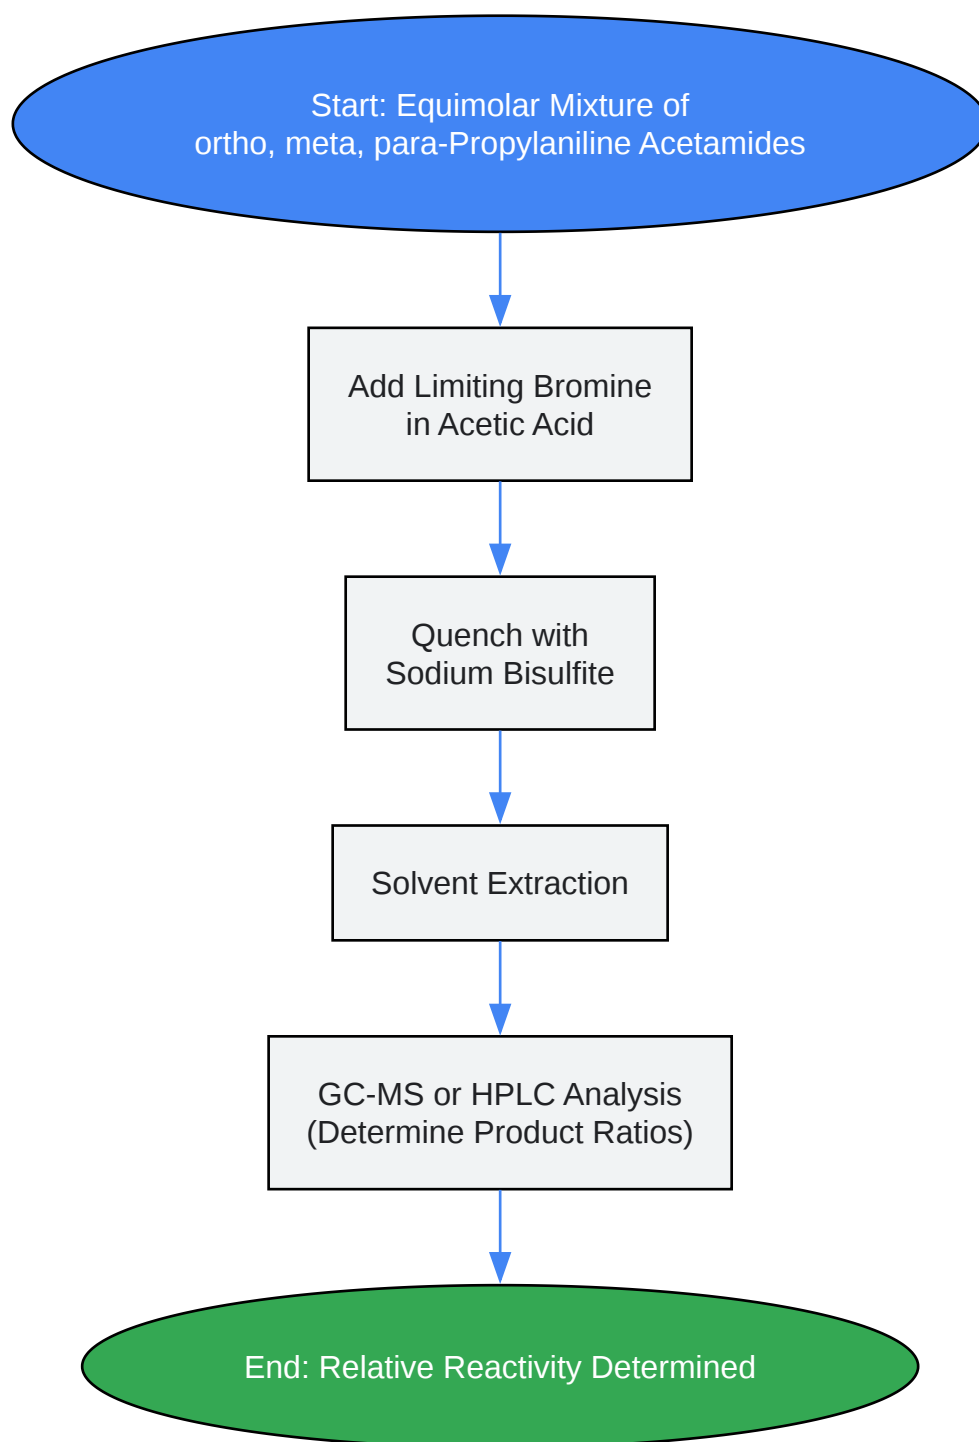 Start: Equimolar Mixture of
ortho, meta, para-Propylaniline Acetamides
Add Limiting Bromine
in Acetic Acid
Quench with
Sodium Bisulfite
Solvent Extraction
GC-MS or HPLC Analysis
(Determine Product Ratios)
End: Relative Reactivity Determined